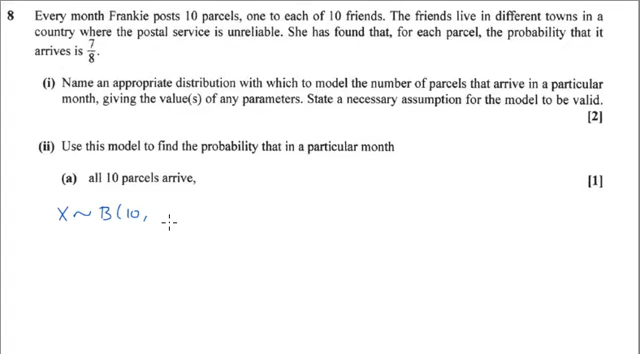 8 Every month Frankie posts 10 parcels, one to each of 10 friends. The friends live in different towns in a
country where the postal service is unreliable. She has found that, for each parcel, the probability that it
arrives is 7/8.
(i) Name an appropriate distribution with which to model the number of parcels that arrive in a particular
month, giving the value(s) of any parameters. State a necessary assumption for the model to be valid.
[2]
(ii) Use this model to find the probability that in a particular month
(a) all 10 parcels arrive, [1]
X ~ B(10,